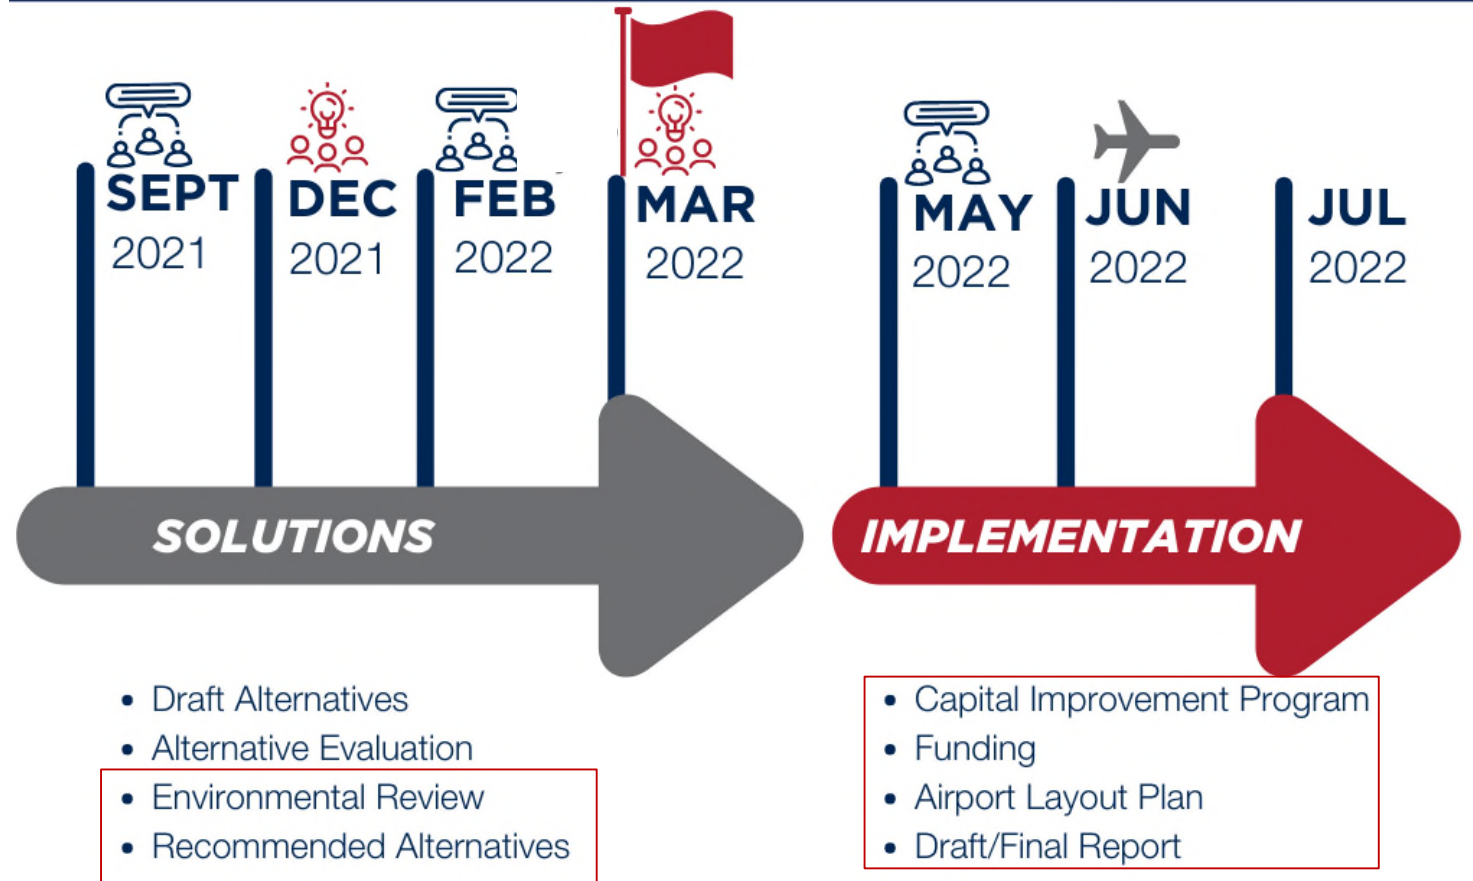 SEPT
2021
DEC
2021
FEB
2022
MAR
2022
MAY
2022
JUN
2022
JUL
2022
SOLUTIONS
IMPLEMENTATION
• Draft Alternatives
• Alternative Evaluation
• Environmental Review
• Recommended Alternatives
• Capital Improvement Program
• Funding
• Airport Layout Plan
• Draft/Final Report